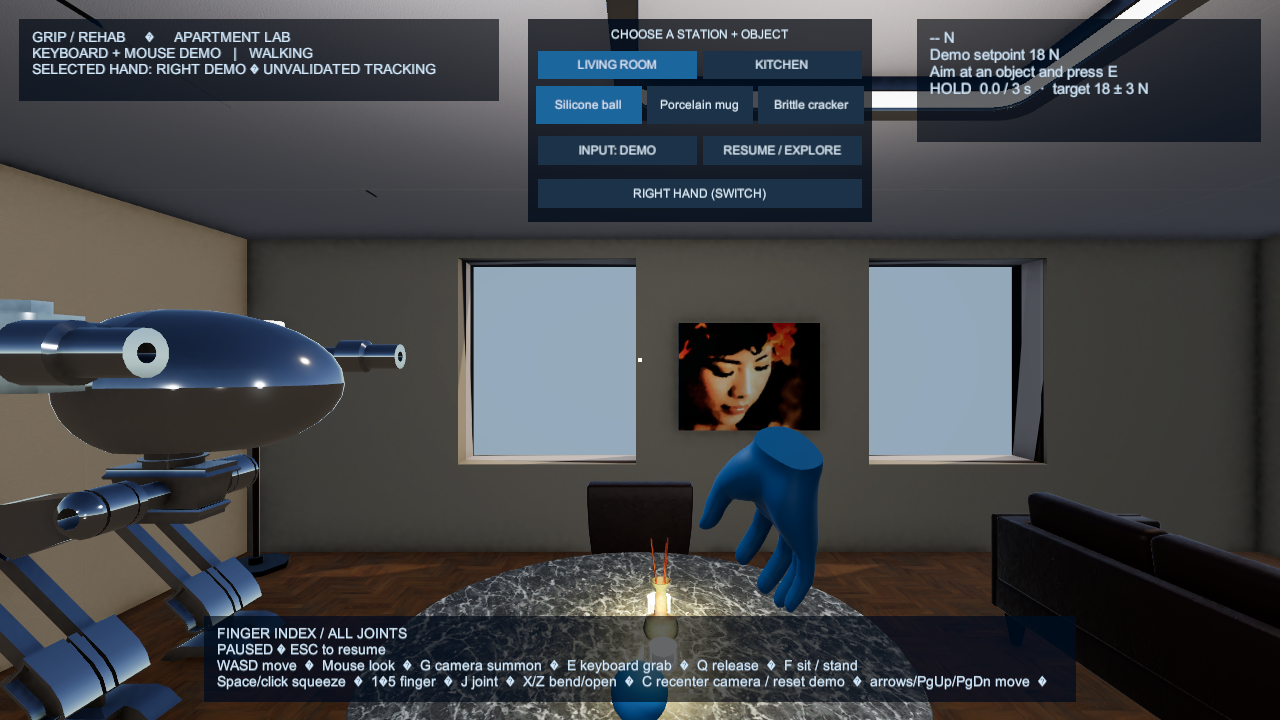 GRIP / REHAB � APARTMENT LAB
KEYBOARD + MOUSE DEMO | WALKING
SELECTED HAND: RIGHT DEMO � UNVALIDATED TRACKING
CHOOSE A STATION + OBJECT
LIVING ROOM KITCHEN
Silicone ball Porcelain mug Brittle cracker
INPUT: DEMO RESUME / EXPLORE
RIGHT HAND (SWITCH)
-- N
Demo setpoint 18 N
Aim at an object and press E
HOLD 0.0 / 3 s · target 18 ± 3 N
FINGER INDEX / ALL JOINTS
PAUSED � ESC to resume
WASD move � Mouse look � G camera summon � E keyboard grab � Q release � F sit / stand
Space/click squeeze � 1�5 finger � J joint � X/Z bend/open � C recenter camera / reset demo � arrows/PgUp/PgDn move �